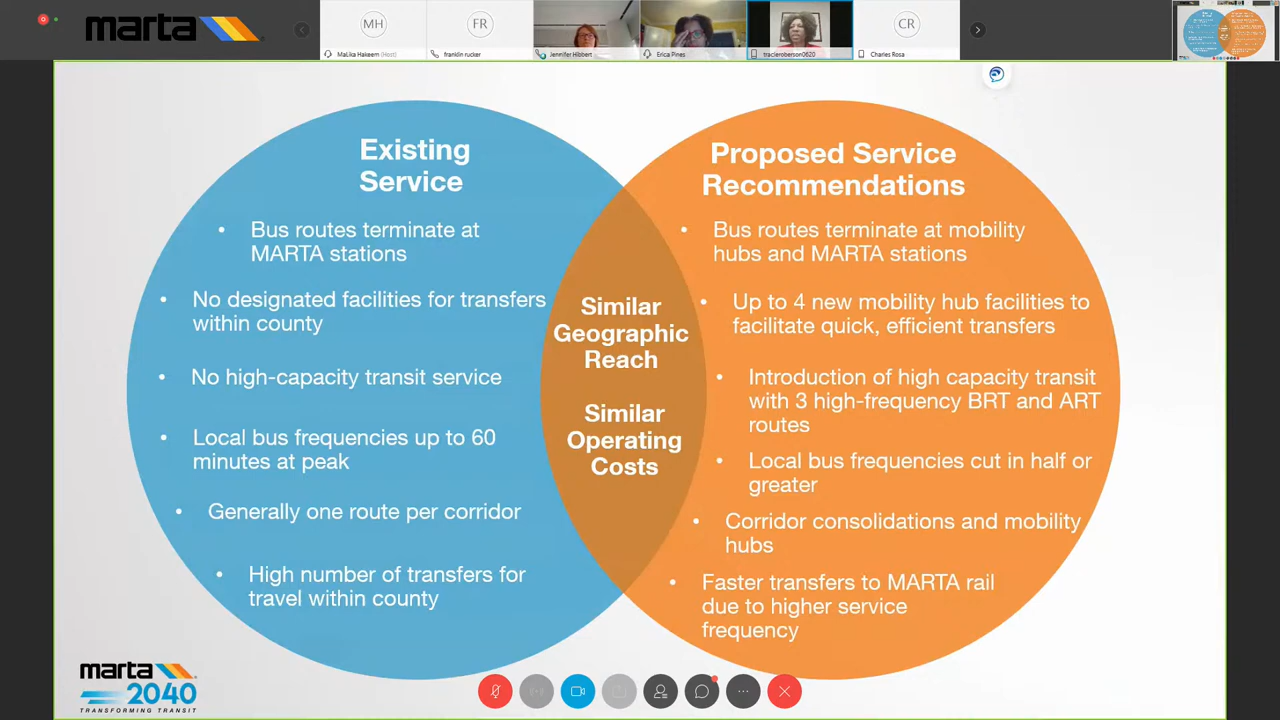 marta
MH
FR
CR
MaLika Hakeem (Host)
franklin rucker
Jennifer Hibbert
Erica Pines
tracieroberson0620
Charles Rosa
Existing
Service
• Bus routes terminate at
MARTA stations
• No designated facilities for transfers
within county
• No high-capacity transit service
• Local bus frequencies up to 60
minutes at peak
• Generally one route per corridor
• High number of transfers for
travel within county
Similar
Geographic
Reach
Similar
Operating
Costs
Proposed Service
Recommendations
• Bus routes terminate at mobility
hubs and MARTA stations
• Up to 4 new mobility hub facilities to
facilitate quick, efficient transfers
• Introduction of high capacity transit
with 3 high-frequency BRT and ART
routes
• Local bus frequencies cut in half or
greater
• Corridor consolidations and mobility
hubs
• Faster transfers to MARTA rail
due to higher service
frequency
marta
2040
TRANSFORMING TRANSIT